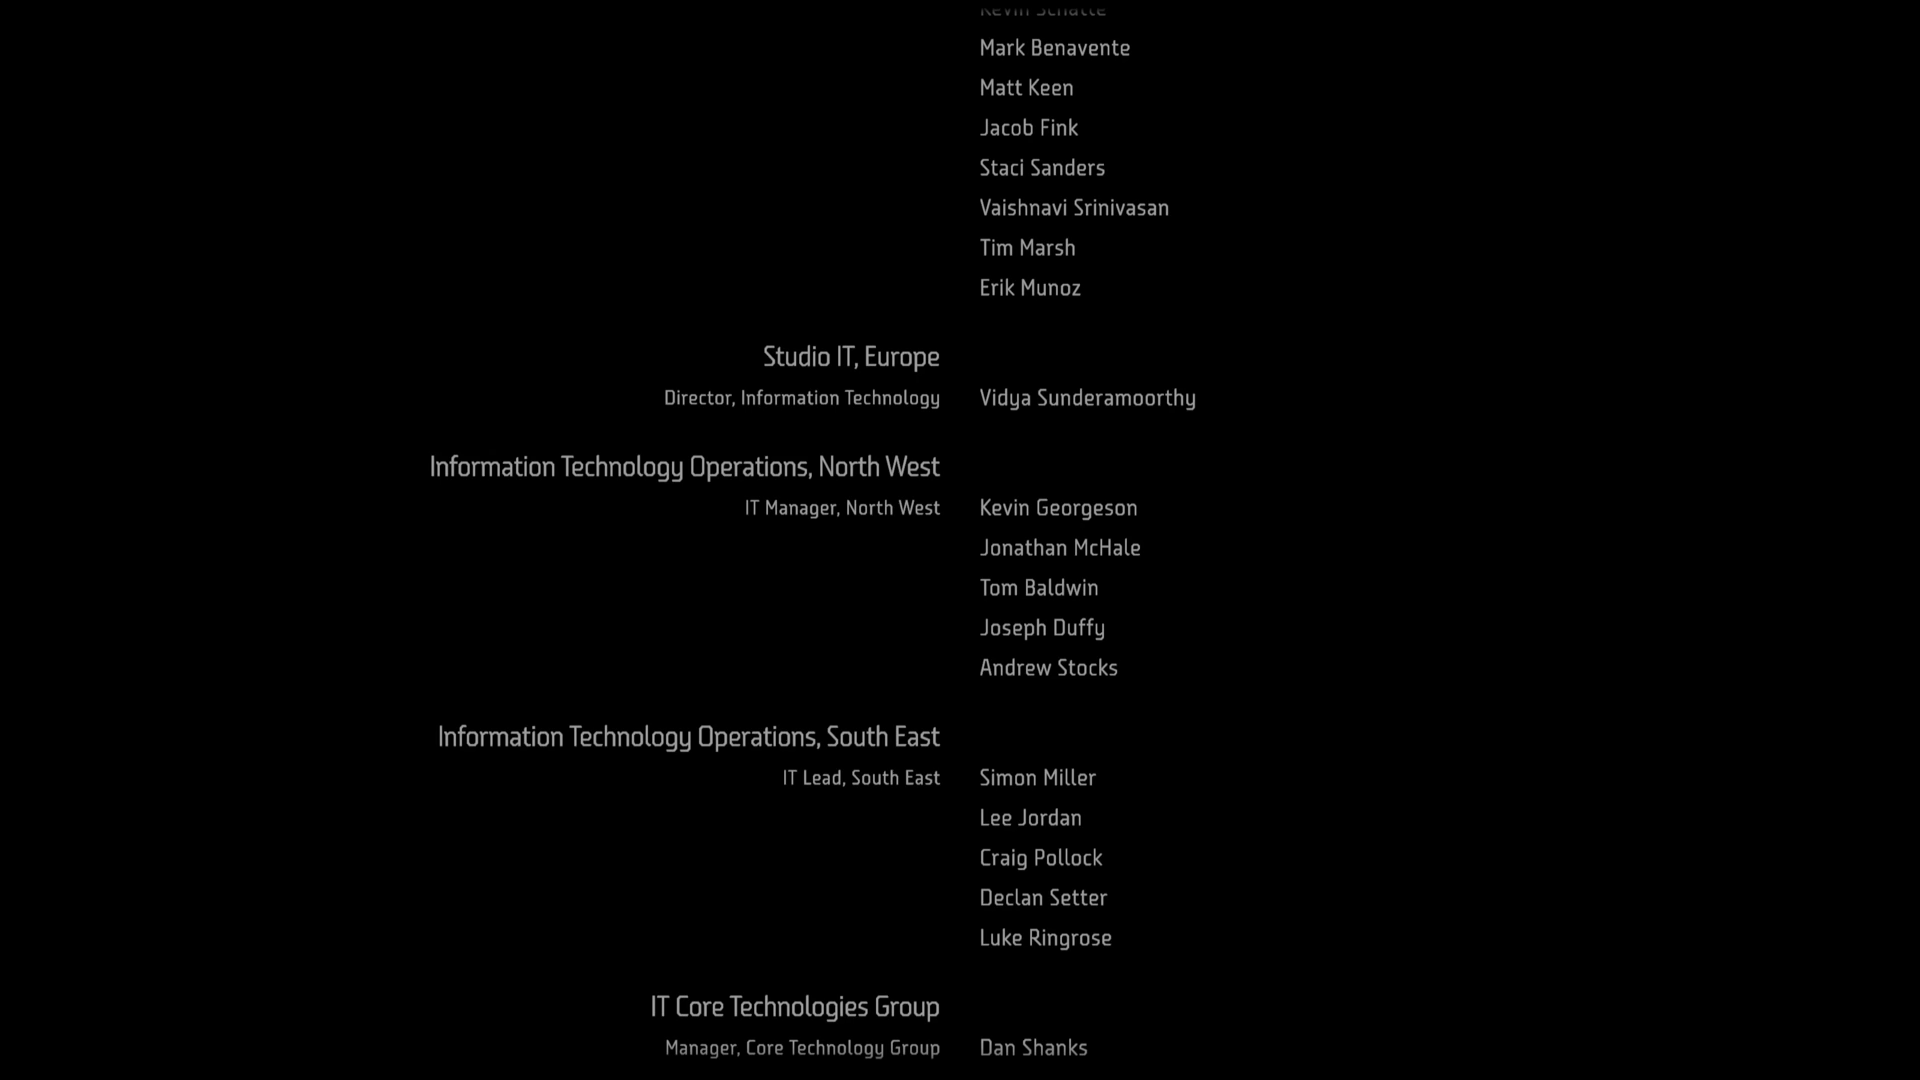 Kevin Schatte
Mark Benavente
Matt Keen
Jacob Fink
Staci Sanders
Vaishnavi Srinivasan
Tim Marsh
Erik Munoz
Studio IT, Europe
Director, Information Technology Vidya Sunderamoorthy
Information Technology Operations, North West
IT Manager, North West Kevin Georgeson
Jonathan McHale
Tom Baldwin
Joseph Duffy
Andrew Stocks
Information Technology Operations, South East
IT Lead, South East Simon Miller
Lee Jordan
Craig Pollock
Declan Setter
Luke Ringrose
IT Core Technologies Group
Manager, Core Technology Group Dan Shanks